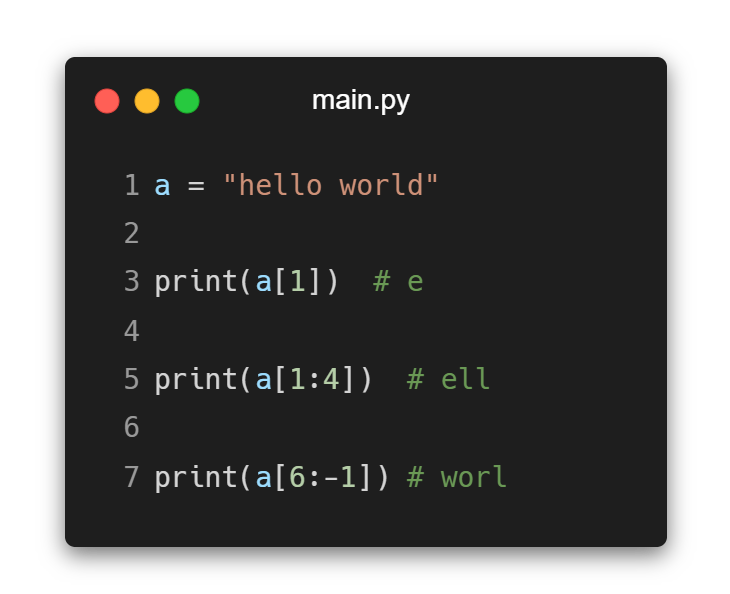 main.py
1 a = "hello world"
2
3 print(a[1])  # e
4
5 print(a[1:4])  # ell
6
7 print(a[6:-1]) # worl